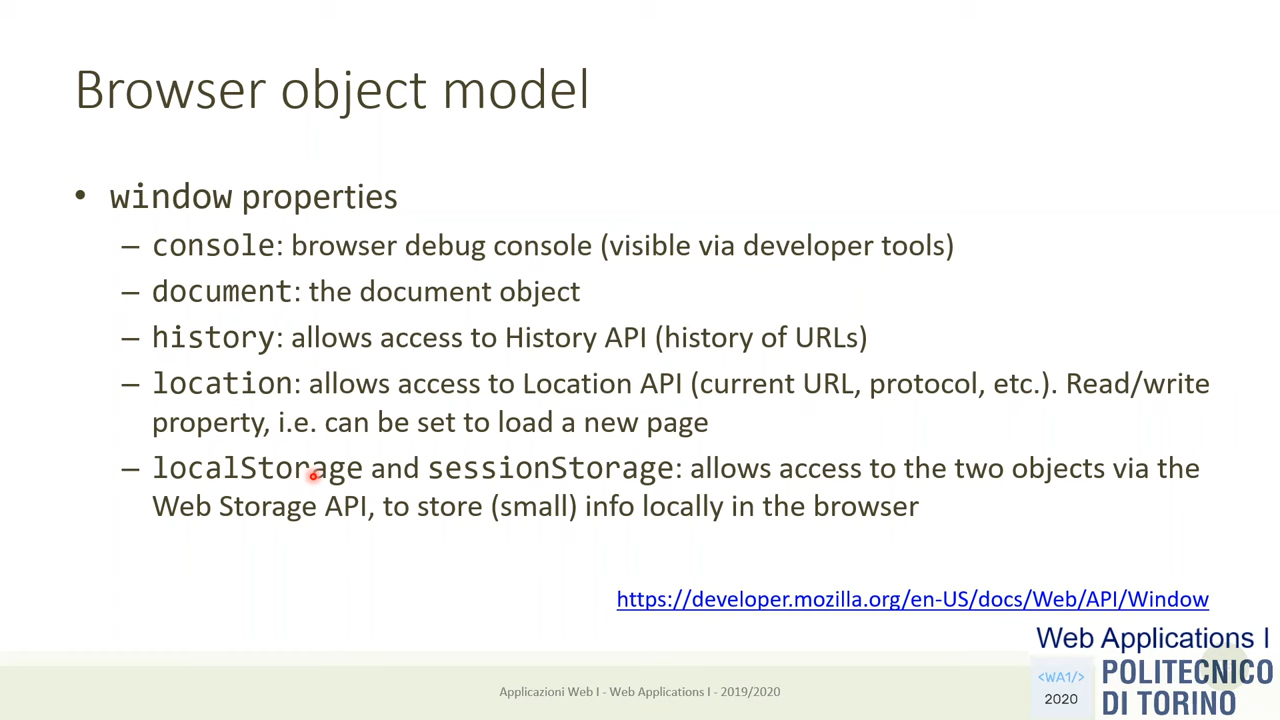 Browser object model
• window properties
– console: browser debug console (visible via developer tools)
– document: the document object
– history: allows access to History API (history of URLs)
– location: allows access to Location API (current URL, protocol, etc.). Read/write
property, i.e. can be set to load a new page
– localStorage and sessionStorage: allows access to the two objects via the
Web Storage API, to store (small) info locally in the browser
https://developer.mozilla.org/en-US/docs/Web/API/Window
Applicazioni Web I - Web Applications I - 2019/2020
Web Applications I
<WA1/>
2020
POLITECNICO
DI TORINO